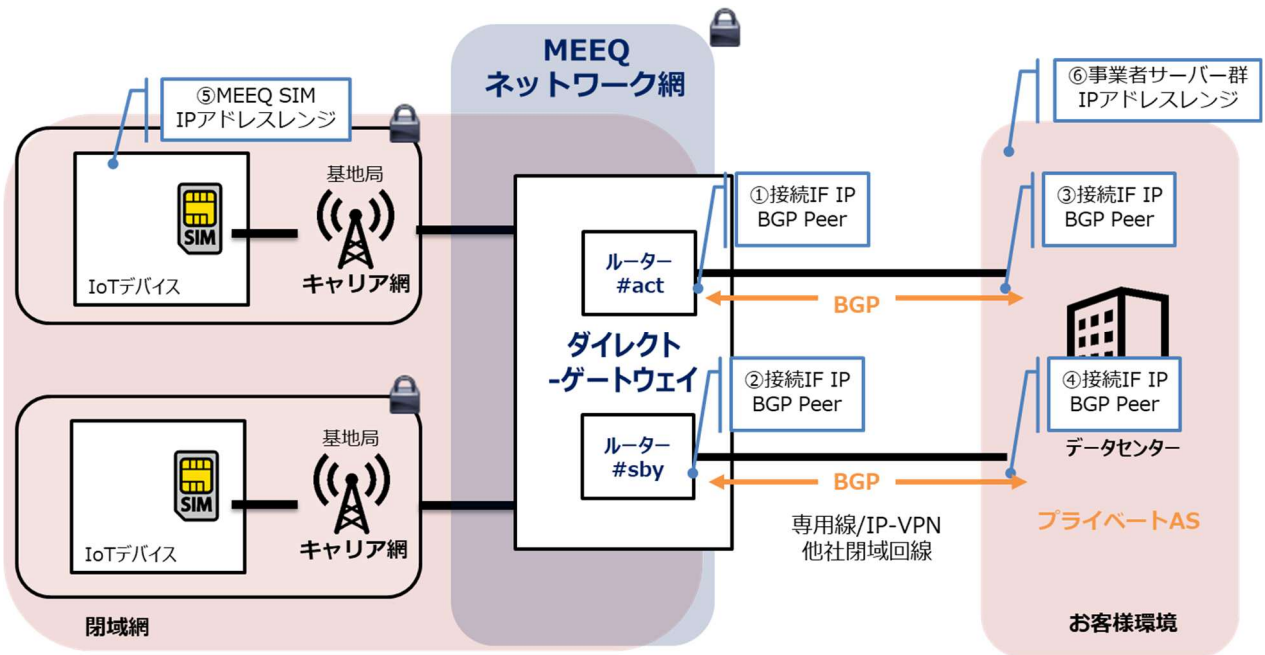 MEEQ
ネットワーク網
⑤MEEQ SIM
IPアドレスレンジ
⑥事業者サーバー群
IPアドレスレンジ
基地局
SIM
IoTデバイス
キャリア網
①接続IF IP
BGP Peer
③接続IF IP
BGP Peer
ルーター
#act
BGP
ダイレクト
-ゲートウェイ
②接続IF IP
BGP Peer
④接続IF IP
BGP Peer
基地局
SIM
IoTデバイス
キャリア網
ルーター
#sby
BGP
データセンター
専用線/IP-VPN
他社閉域回線
プライベートAS
閉域網
お客様環境